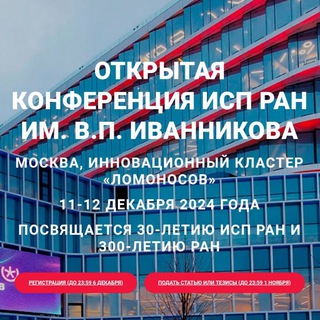 ОТКРЫТАЯ
КОНФЕРЕНЦИЯ ИСП РАН
ИМ. В.П. ИВАННИКОВА
МОСКВА, ИННОВАЦИОННЫЙ КЛАСТЕР
«ЛОМОНОСОВ»
11-12 ДЕКАБРЯ 2024 ГОДА
ПОСВЯЩАЕТСЯ 30-ЛЕТИЮ ИСП РАН И
300-ЛЕТИЮ РАН
РЕГИСТРАЦИЯ (ДО 23:59 6 ДЕКАБРЯ)
ПОДАТЬ СТАТЬЮ ИЛИ ТЕЗИСЫ (ДО 23:59 1 НОЯБРЯ)